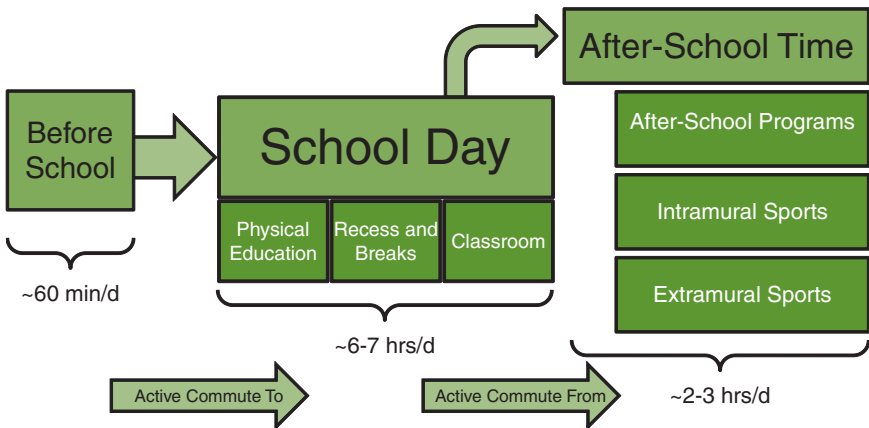 Before
School
~60 min/d
School Day
Physical
Education
Recess and
Breaks
Classroom
~6-7 hrs/d
After-School Time
After-School Programs
Intramural Sports
Extramural Sports
~2-3 hrs/d
Active Commute To
Active Commute From